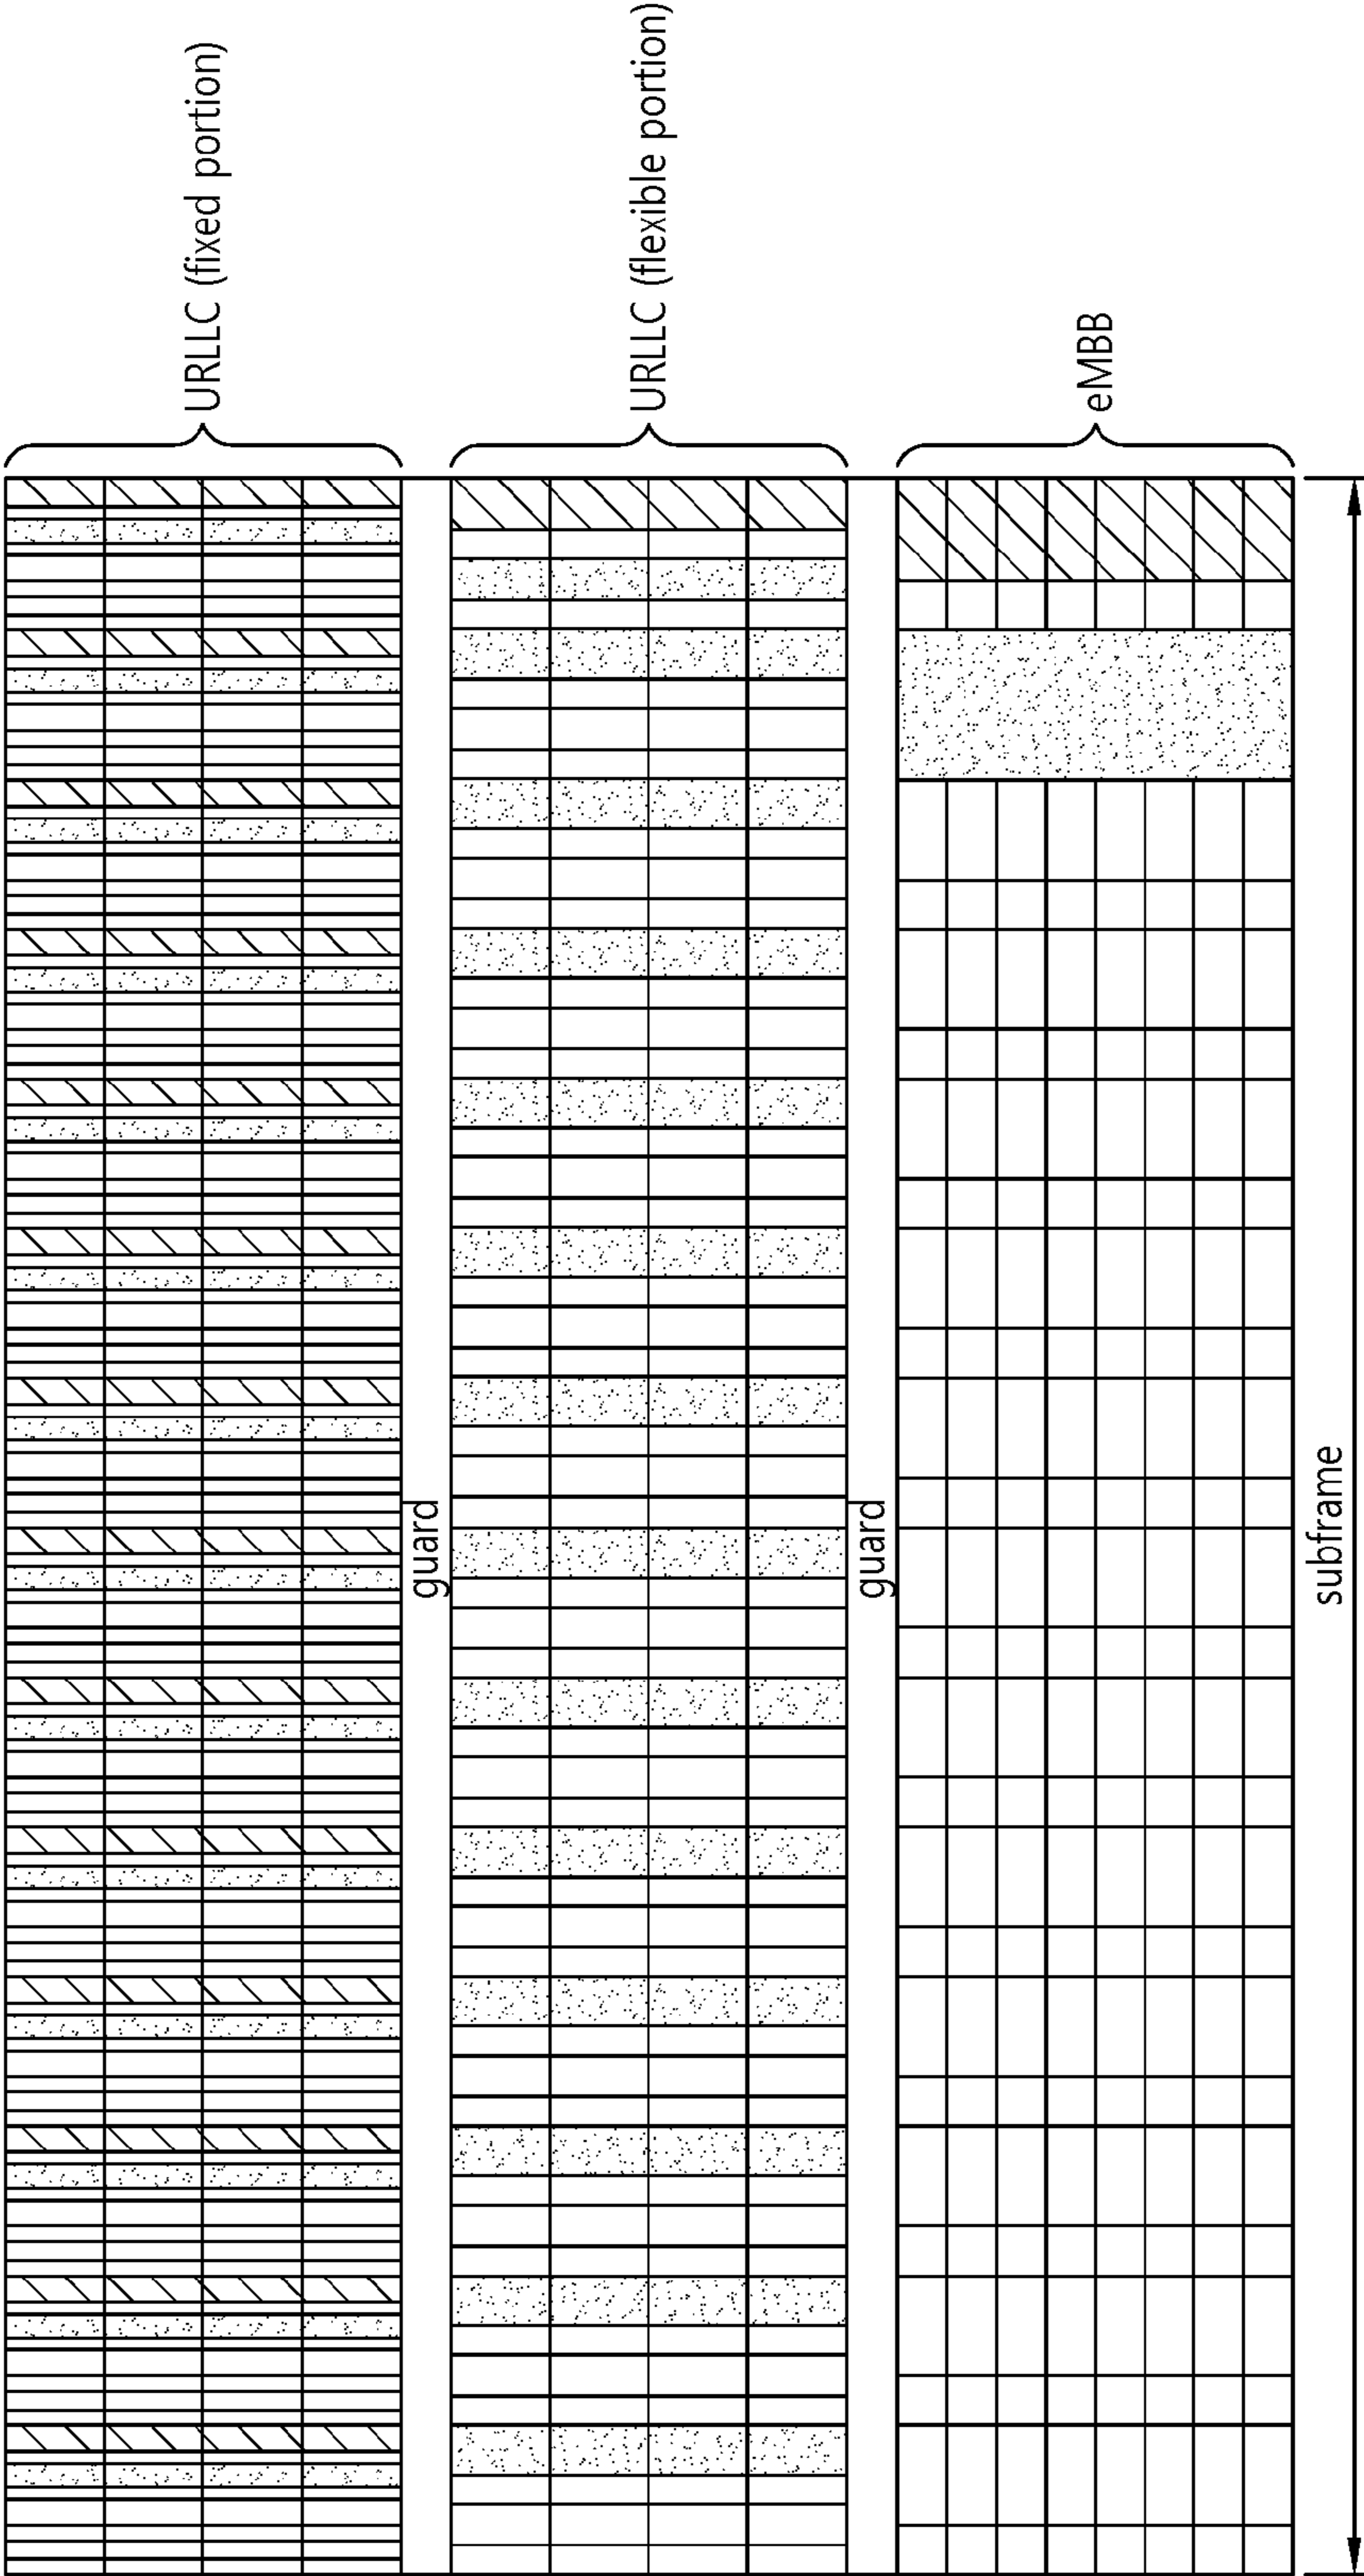 URLLC (fixed portion)
guard
URLLC (flexible portion)
guard
eMBB
subframe